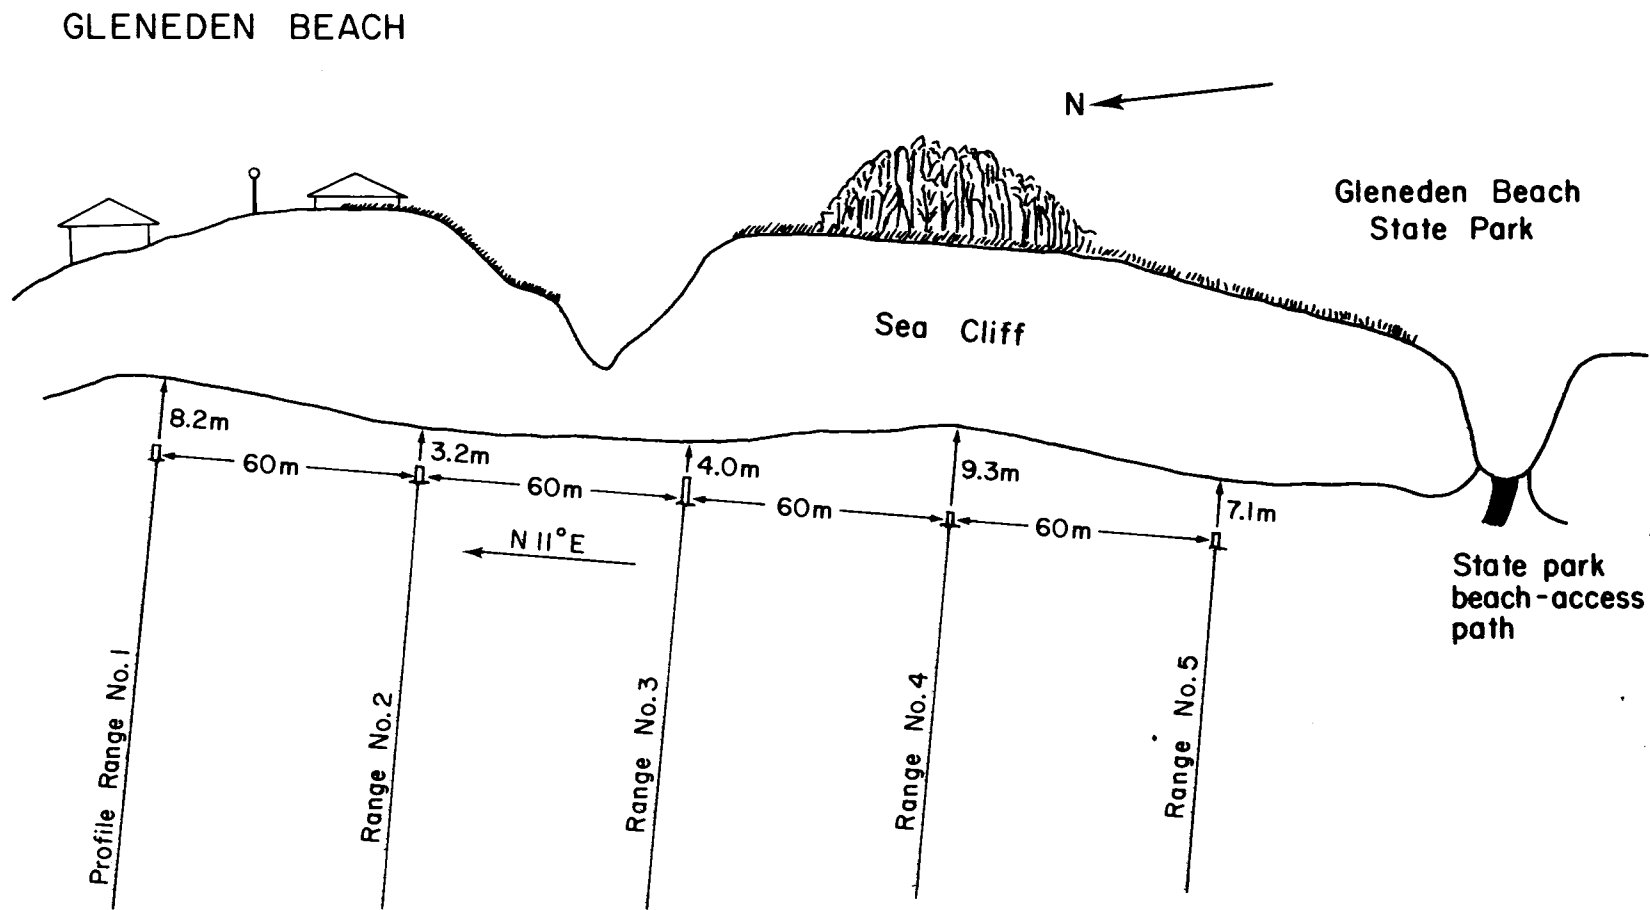 GLENEDEN BEACH
N
Gleneden Beach
State Park
Sea Cliff
8.2m
3.2m
4.0m
9.3m
7.1m
60m
60m
60m
60m
N 11°E
State park
beach-access
path
Profile Range No.1
Range No.2
Range No.3
Range No.4
Range No.5